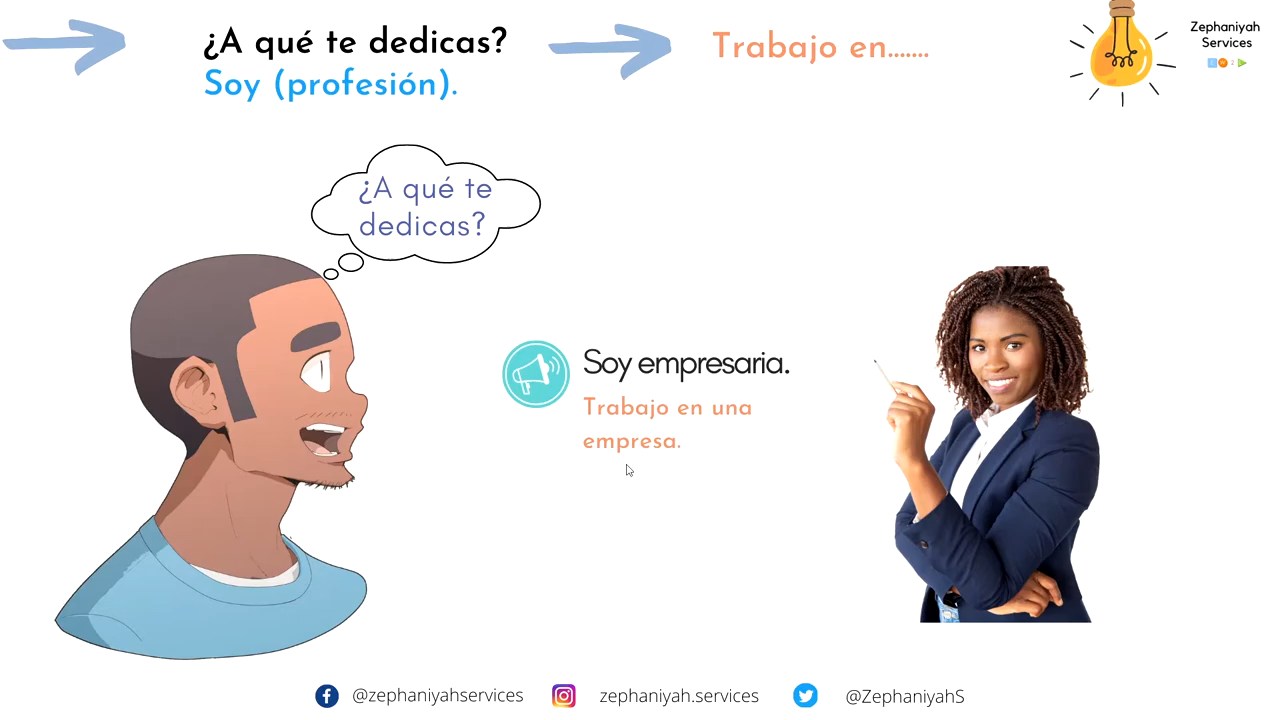 ¿A qué te dedicas?
Soy (profesión).
Trabajo en.......
Zephaniyah
Services
¿A qué te
dedicas?
Soy empresaria.
Trabajo en una
empresa.
@zephaniyahservices
zephaniyah.services
@ZephaniyahS